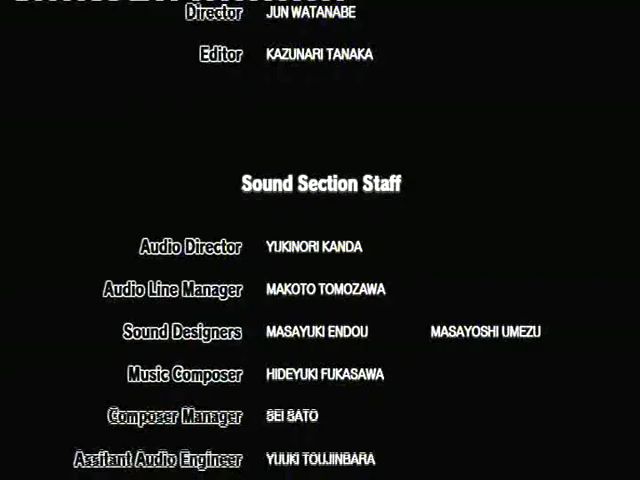 Director JUN WATANABE
Editor KAZUNARI TANAKA
Sound Section Staff
Audio Director YUKINORI KANDA
Audio Line Manager MAKOTO TOMOZAWA
Sound Designers MASAYUKI ENDOU MASAYOSHI UMEZU
Music Composer HIDEYUKI FUKASAWA
Composer Manager SEI SATO
Assitant Audio Engineer YUUKI TOUJINBARA